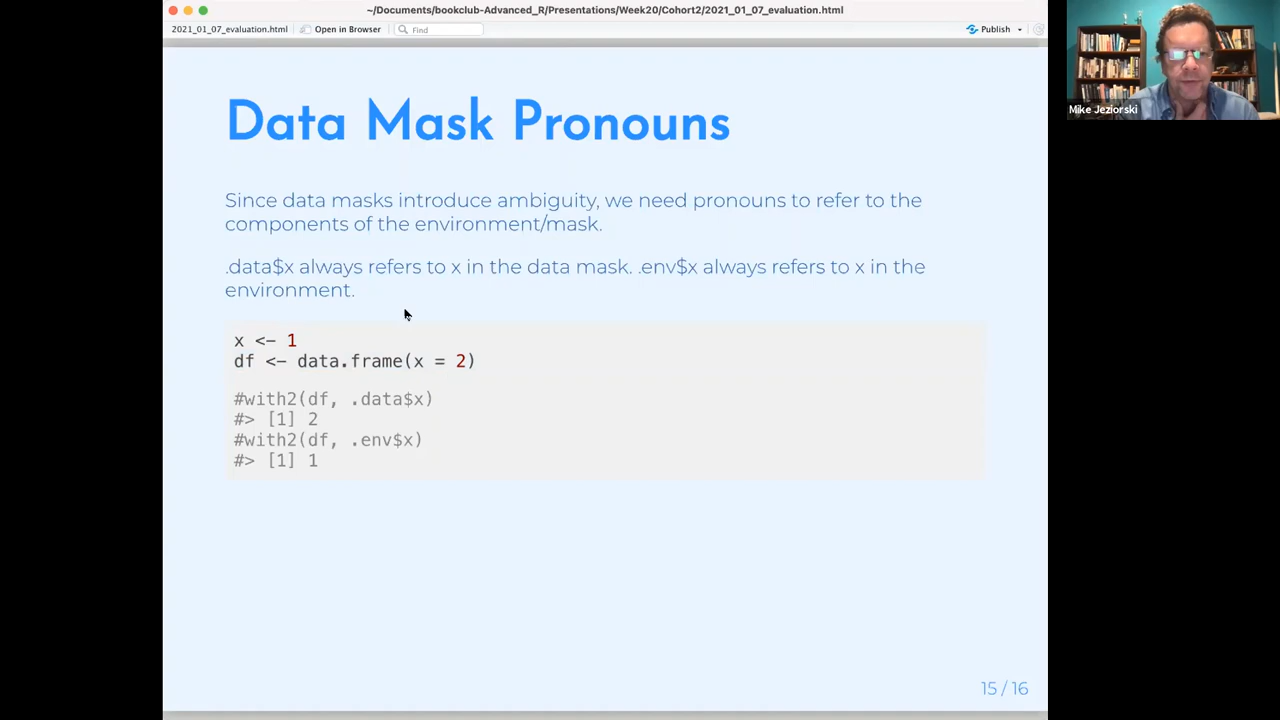 ~/Documents/bookclub-Advanced_R/Presentations/Week20/Cohort2/2021_01_07_evaluation.html
2021_01_07_evaluation.html Open in Browser Find Publish
Mike Jeziorski
Data Mask Pronouns
Since data masks introduce ambiguity, we need pronouns to refer to the
components of the environment/mask.
.data$x always refers to x in the data mask. .env$x always refers to x in the
environment.
x <- 1
df <- data.frame(x = 2)
#with2(df, .data$x)
#> [1] 2
#with2(df, .env$x)
#> [1] 1
15 / 16